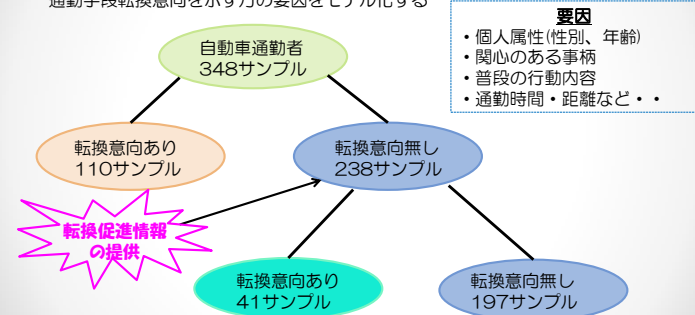 通勤手段転換意向を示す方の要因をモデル化する
要因
・個人属性(性別、年齢)
・関心のある事柄
・普段の行動内容
・通勤時間・距離など・・
自動車通勤者
348サンプル
転換意向あり
110サンプル
転換意向無し
238サンプル
転換促進情報
の提供
転換意向あり
41サンプル
転換意向無し
197サンプル